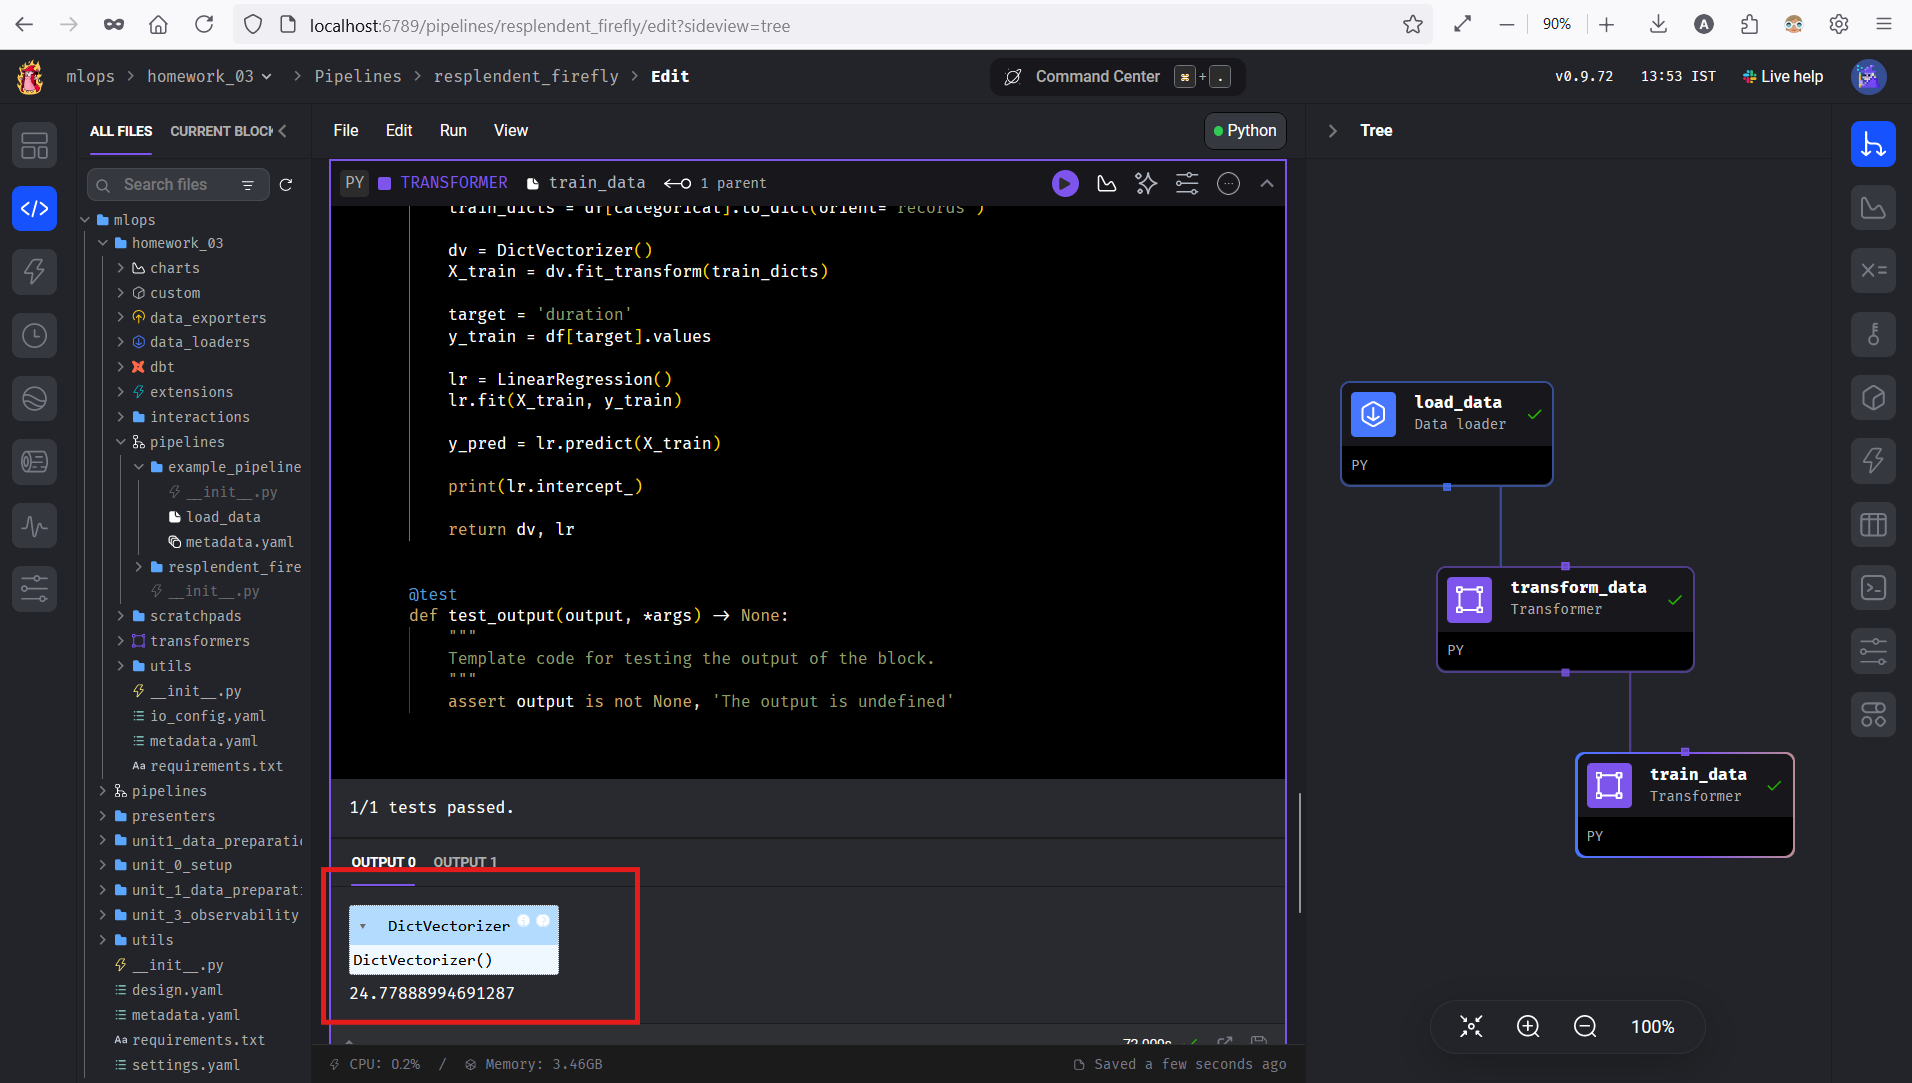 localhost:6789/pipelines/resplendent_firefly/edit?sideview=tree
90%
mlops > homework_03 > Pipelines > resplendent_firefly > Edit
Command Center ⌘ + .
v0.9.72
13:53 IST
Live help
ALL FILES
CURRENT BLOCK
Search files
mlops
homework_03
charts
custom
data_exporters
data_loaders
dbt
extensions
interactions
pipelines
example_pipeline
__init__.py
load_data
metadata.yaml
resplendent_fire
__init__.py
scratchpads
transformers
utils
__init__.py
io_config.yaml
metadata.yaml
requirements.txt
pipelines
presenters
unit1_data_preparatio
unit_0_setup
unit_1_data_preparat
unit_3_observability
utils
__init__.py
design.yaml
metadata.yaml
requirements.txt
settings.yaml
File
Edit
Run
View
Python
PY TRANSFORMER train_data 1 parent
train_dicts = df[categorical].to_dict(orient='records')
dv = DictVectorizer()
X_train = dv.fit_transform(train_dicts)
target = 'duration'
y_train = df[target].values
lr = LinearRegression()
lr.fit(X_train, y_train)
y_pred = lr.predict(X_train)
print(lr.intercept_)
return dv, lr
@test
def test_output(output, *args) -> None:
"""
Template code for testing the output of the block.
"""
assert output is not None, 'The output is undefined'
1/1 tests passed.
OUTPUT 0
OUTPUT 1
DictVectorizer
DictVectorizer()
24.77888994691287
CPU: 0.2% / Memory: 3.46GB
Saved a few seconds ago
Tree
load_data
Data loader
PY
transform_data
Transformer
PY
train_data
Transformer
PY
100%